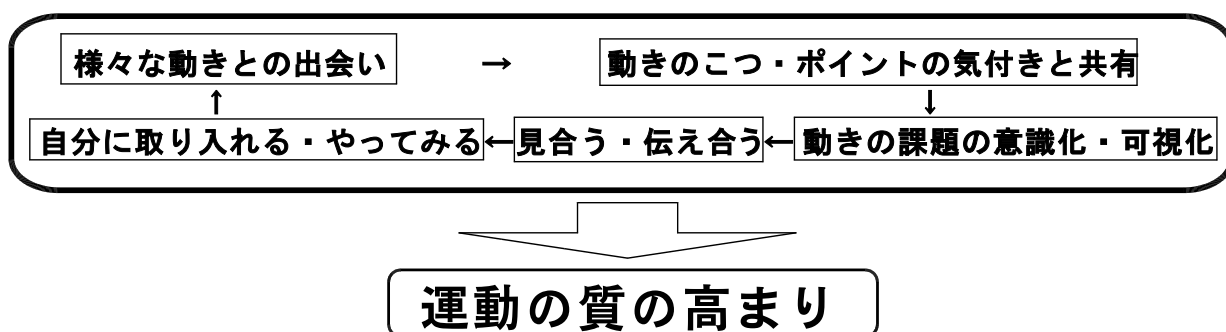 様々な動きとの出会い → 動きのこつ・ポイントの気付きと共有
↑ ↓
自分に取り入れる・やってみる←見合う・伝え合う←動きの課題の意識化・可視化
運動の質の高まり